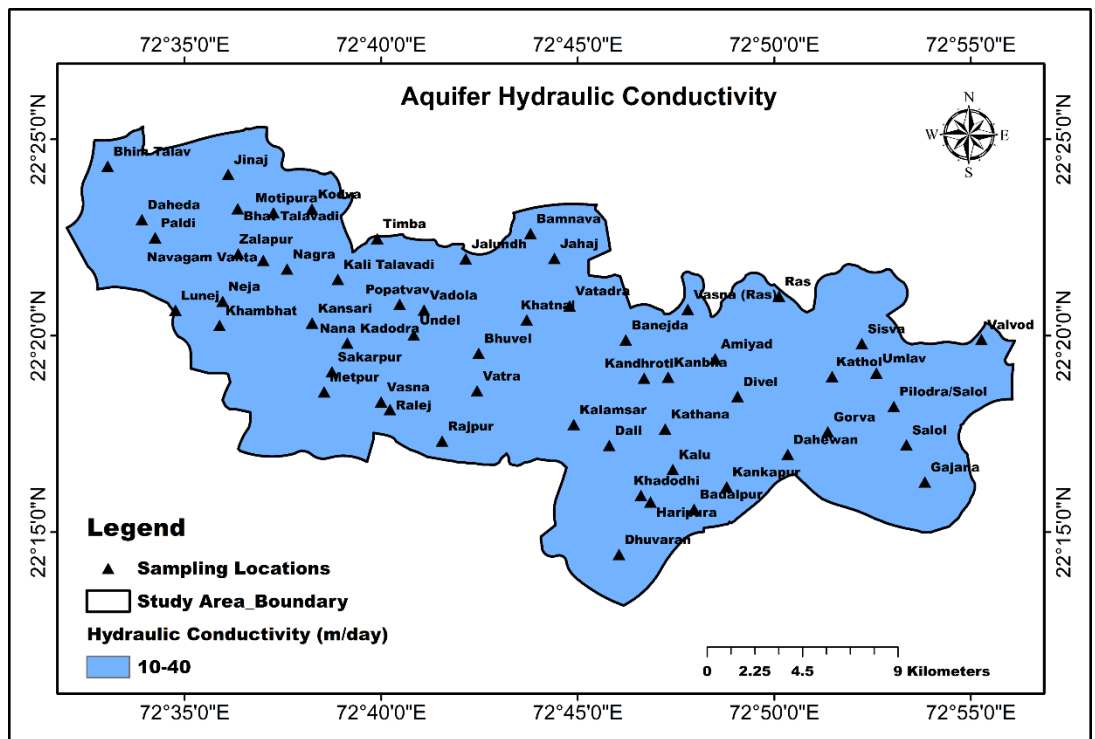 72°35'0"E 72°40'0"E 72°45'0"E 72°50'0"E 72°55'0"E
Aquifer Hydraulic Conductivity
N
W E
S
22°25'0"N 22°25'0"N
Bhim Talav
Jinaj
Motipura Kodva
Daheda
Bhat Talavadi
Paldi
Timba
Bamnava
Zalapur
Navagam Vanta
Nagra
Jalundh
Jahaj
Kali Talavadi
Neja
Popatvav
Lunej
Khambhat
Kansari
Vadola
Khatnal
Vatadra
Vasna (Ras)
Ras
Undel
22°20'0"N 22°20'0"N
Nana Kadodra
Banejda
Sisva
Valvod
Bhuvel
Amiyad
Sakarpur
Kandhroti
Kanbha
Kathol
Umlav
Metpur
Vasna
Vatra
Divel
Pilodra/Salol
Ralej
Kalamsar
Kathana
Gorva
Rajpur
Dali
Dahewan
Salol
Kalu
Kankapur
Gajana
Khadodhi
Badalpur
Haripura
22°15'0"N 22°15'0"N
Dhuvaran
Legend
Sampling Locations
Study Area_Boundary
Hydraulic Conductivity (m/day)
10-40
0 2.25 4.5 9 Kilometers
72°35'0"E 72°40'0"E 72°45'0"E 72°50'0"E 72°55'0"E